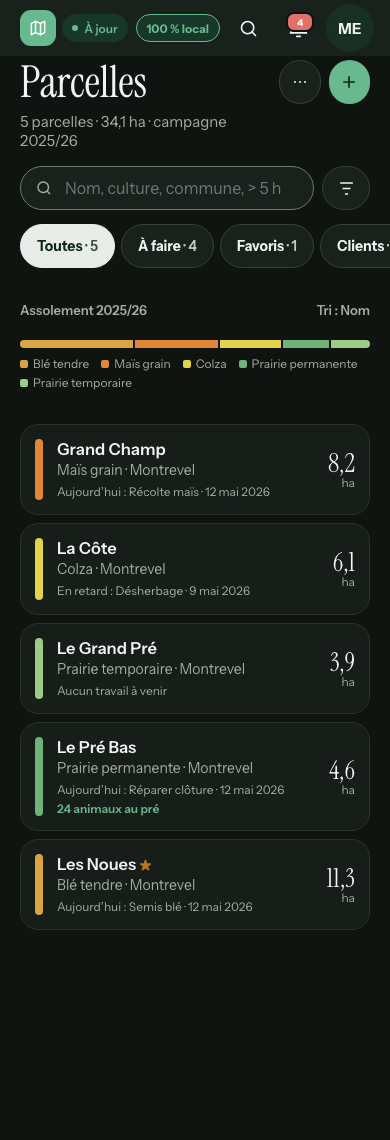 À jour
100 % local
4
ME
Parcelles
5 parcelles · 34,1 ha · campagne
2025/26
Nom, culture, commune, > 5 h
Toutes · 5
À faire · 4
Favoris · 1
Clients ·
Assolement 2025/26
Tri : Nom
Blé tendre
Maïs grain
Colza
Prairie permanente
Prairie temporaire
Grand Champ
Maïs grain · Montrevel
Aujourd'hui : Récolte maïs · 12 mai 2026
8,2
ha
La Côte
Colza · Montrevel
En retard : Désherbage · 9 mai 2026
6,1
ha
Le Grand Pré
Prairie temporaire · Montrevel
Aucun travail à venir
3,9
ha
Le Pré Bas
Prairie permanente · Montrevel
Aujourd'hui : Réparer clôture · 12 mai 2026
24 animaux au pré
4,6
ha
Les Noues
Blé tendre · Montrevel
Aujourd'hui : Semis blé · 12 mai 2026
11,3
ha